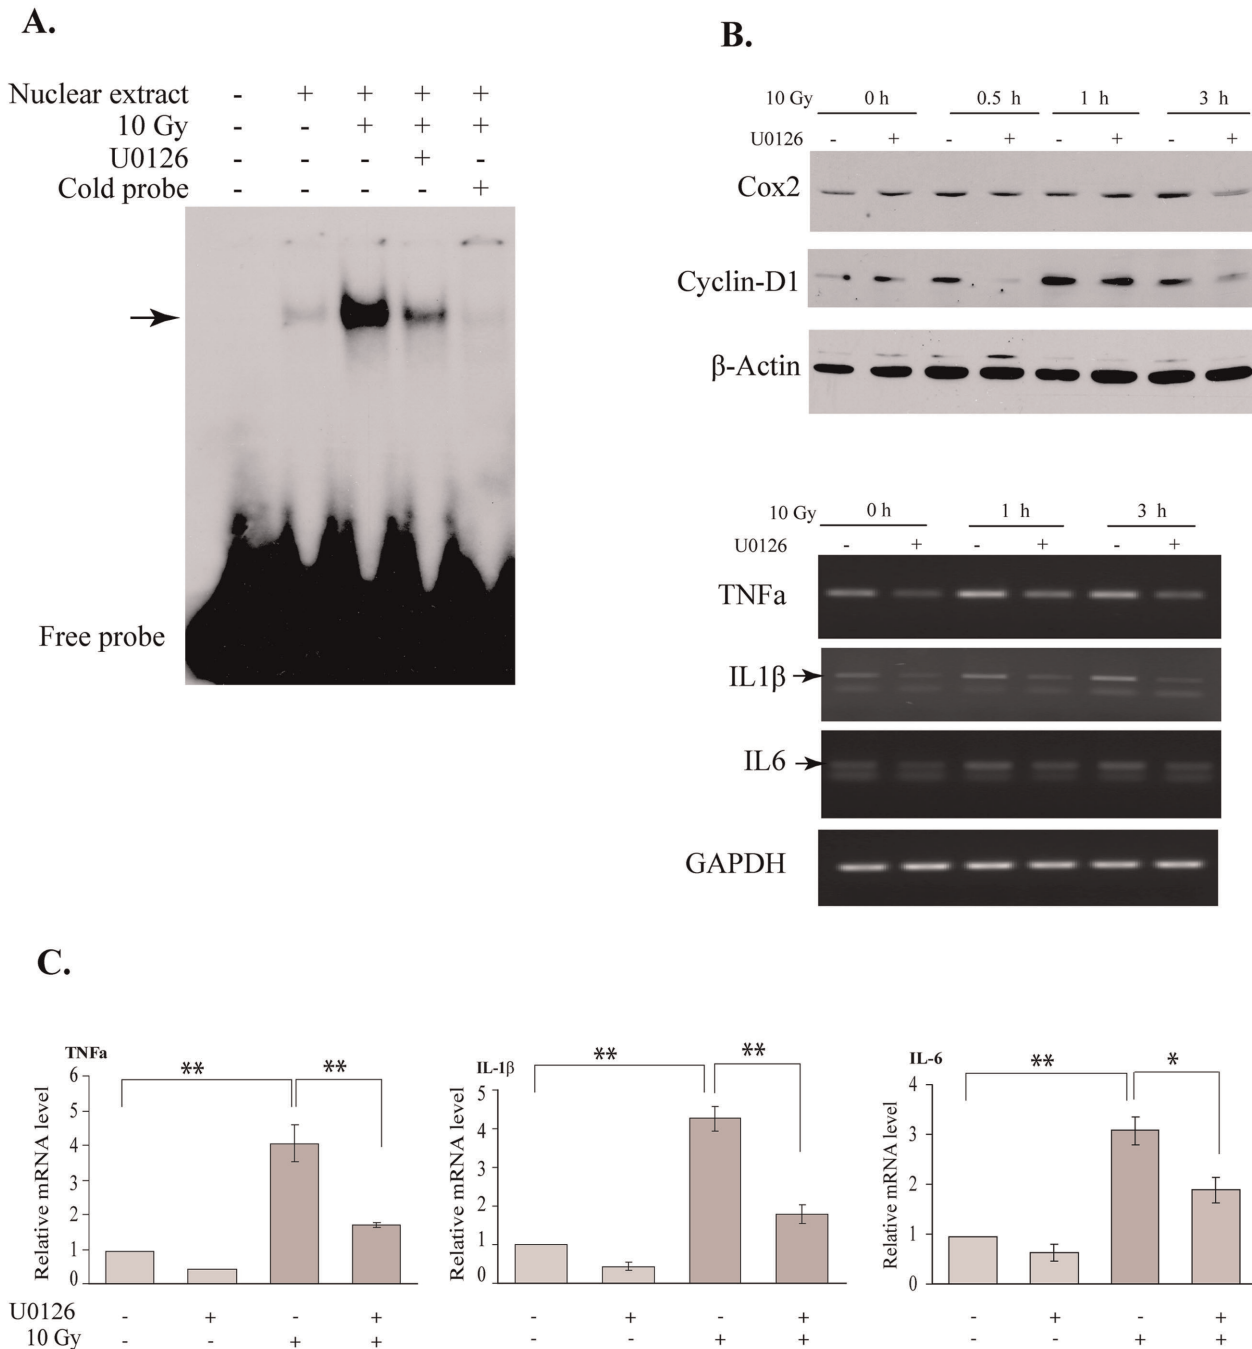 A.
Nuclear extract - + + + +
10 Gy - - + + +
U0126 - - - + -
Cold probe - - - - +
Free probe
B.
10 Gy 0 h 0.5 h 1 h 3 h
U0126 - + - + - + - +
Cox2
Cyclin-D1
β-Actin
10 Gy 0 h 1 h 3 h
U0126 - + - + - +
TNFa
IL1β
IL6
GAPDH
C.
TNFa
** **
Relative mRNA level
6
5
4
3
2
1
0
IL-1β
** **
Relative mRNA level
5
4
3
2
1
0
IL-6
** *
Relative mRNA level
4
3
2
1
0
U0126 - + - + - + - + - + - +
10 Gy - - + + - - + + - - + +